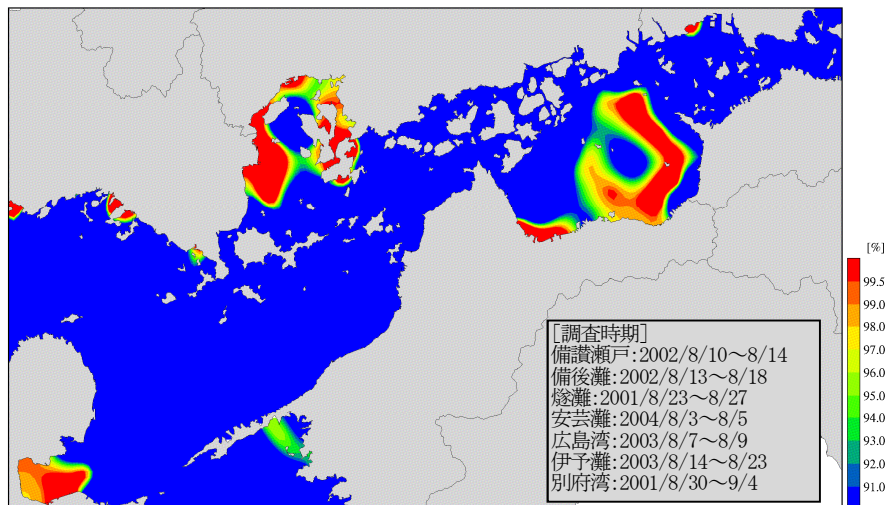 [%]
99.5
99.0
98.0
97.0
96.0
95.0
94.0
93.0
92.0
91.0
[調査時期]
備讃瀬戸:2002/8/10～8/14
備後灘:2002/8/13～8/18
燧灘:2001/8/23～8/27
安芸灘:2004/8/3～8/5
広島湾:2003/8/7～8/9
伊予灘:2003/8/14～8/23
別府湾:2001/8/30～9/4